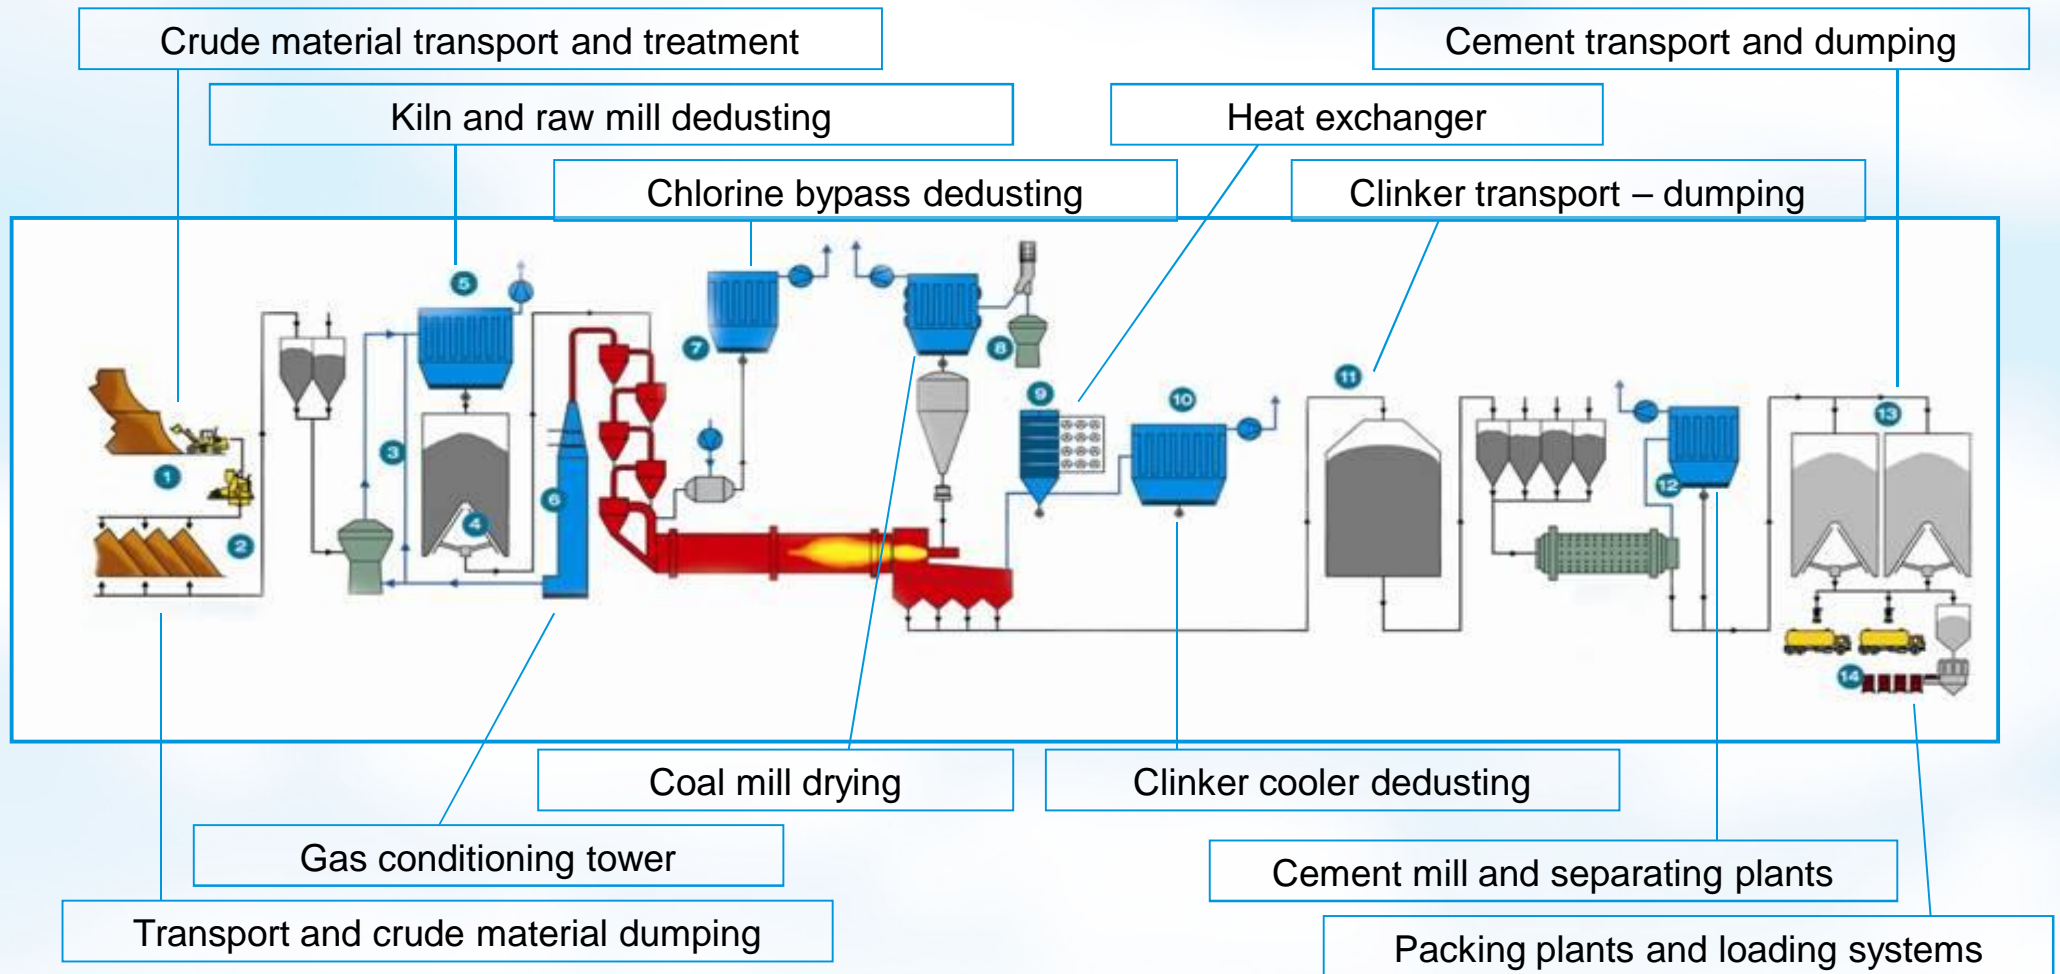 Crude material transport and treatment
Cement transport and dumping
Kiln and raw mill dedusting
Heat exchanger
Chlorine bypass dedusting
Clinker transport – dumping
5
7
8
11
9
10
13
3
1
12
6
4
2
14
Coal mill drying
Clinker cooler dedusting
Gas conditioning tower
Cement mill and separating plants
Transport and crude material dumping
Packing plants and loading systems